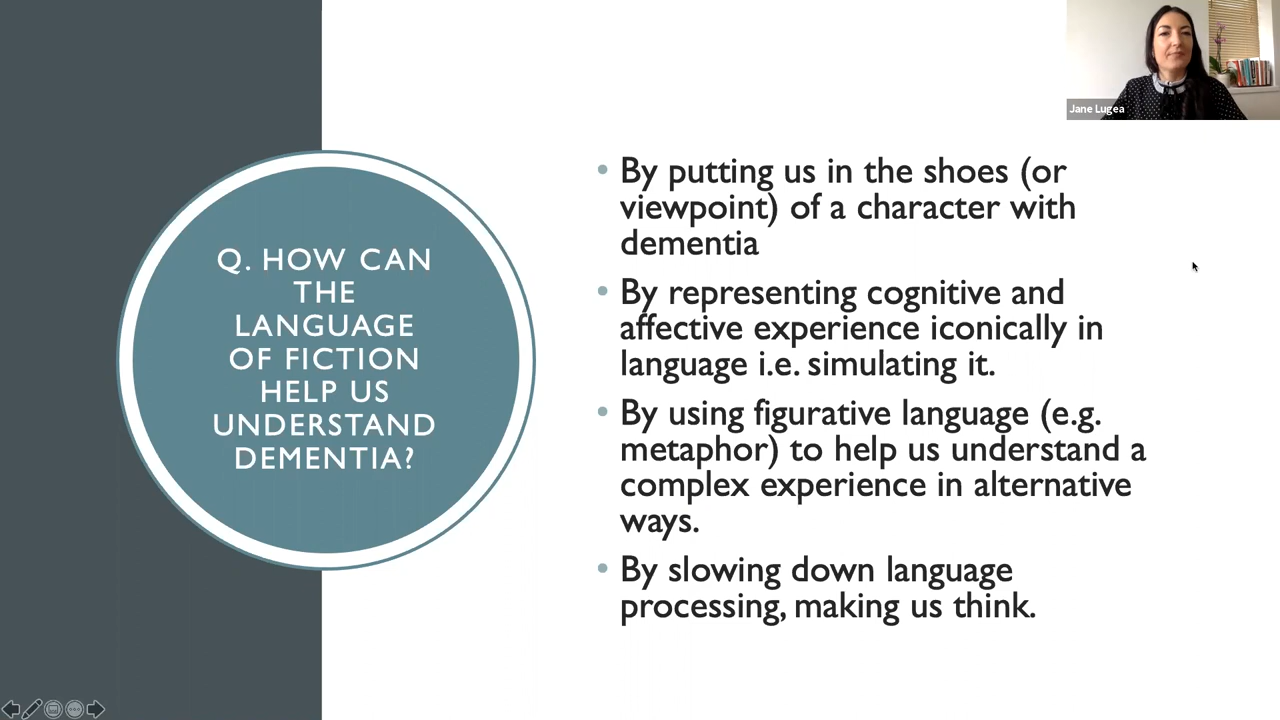 Q. HOW CAN
THE
LANGUAGE
OF FICTION
HELP US
UNDERSTAND
DEMENTIA?
• By putting us in the shoes (or
viewpoint) of a character with
dementia
• By representing cognitive and
affective experience iconically in
language i.e. simulating it.
• By using figurative language (e.g.
metaphor) to help us understand a
complex experience in alternative
ways.
• By slowing down language
processing, making us think.
Jane Lugea